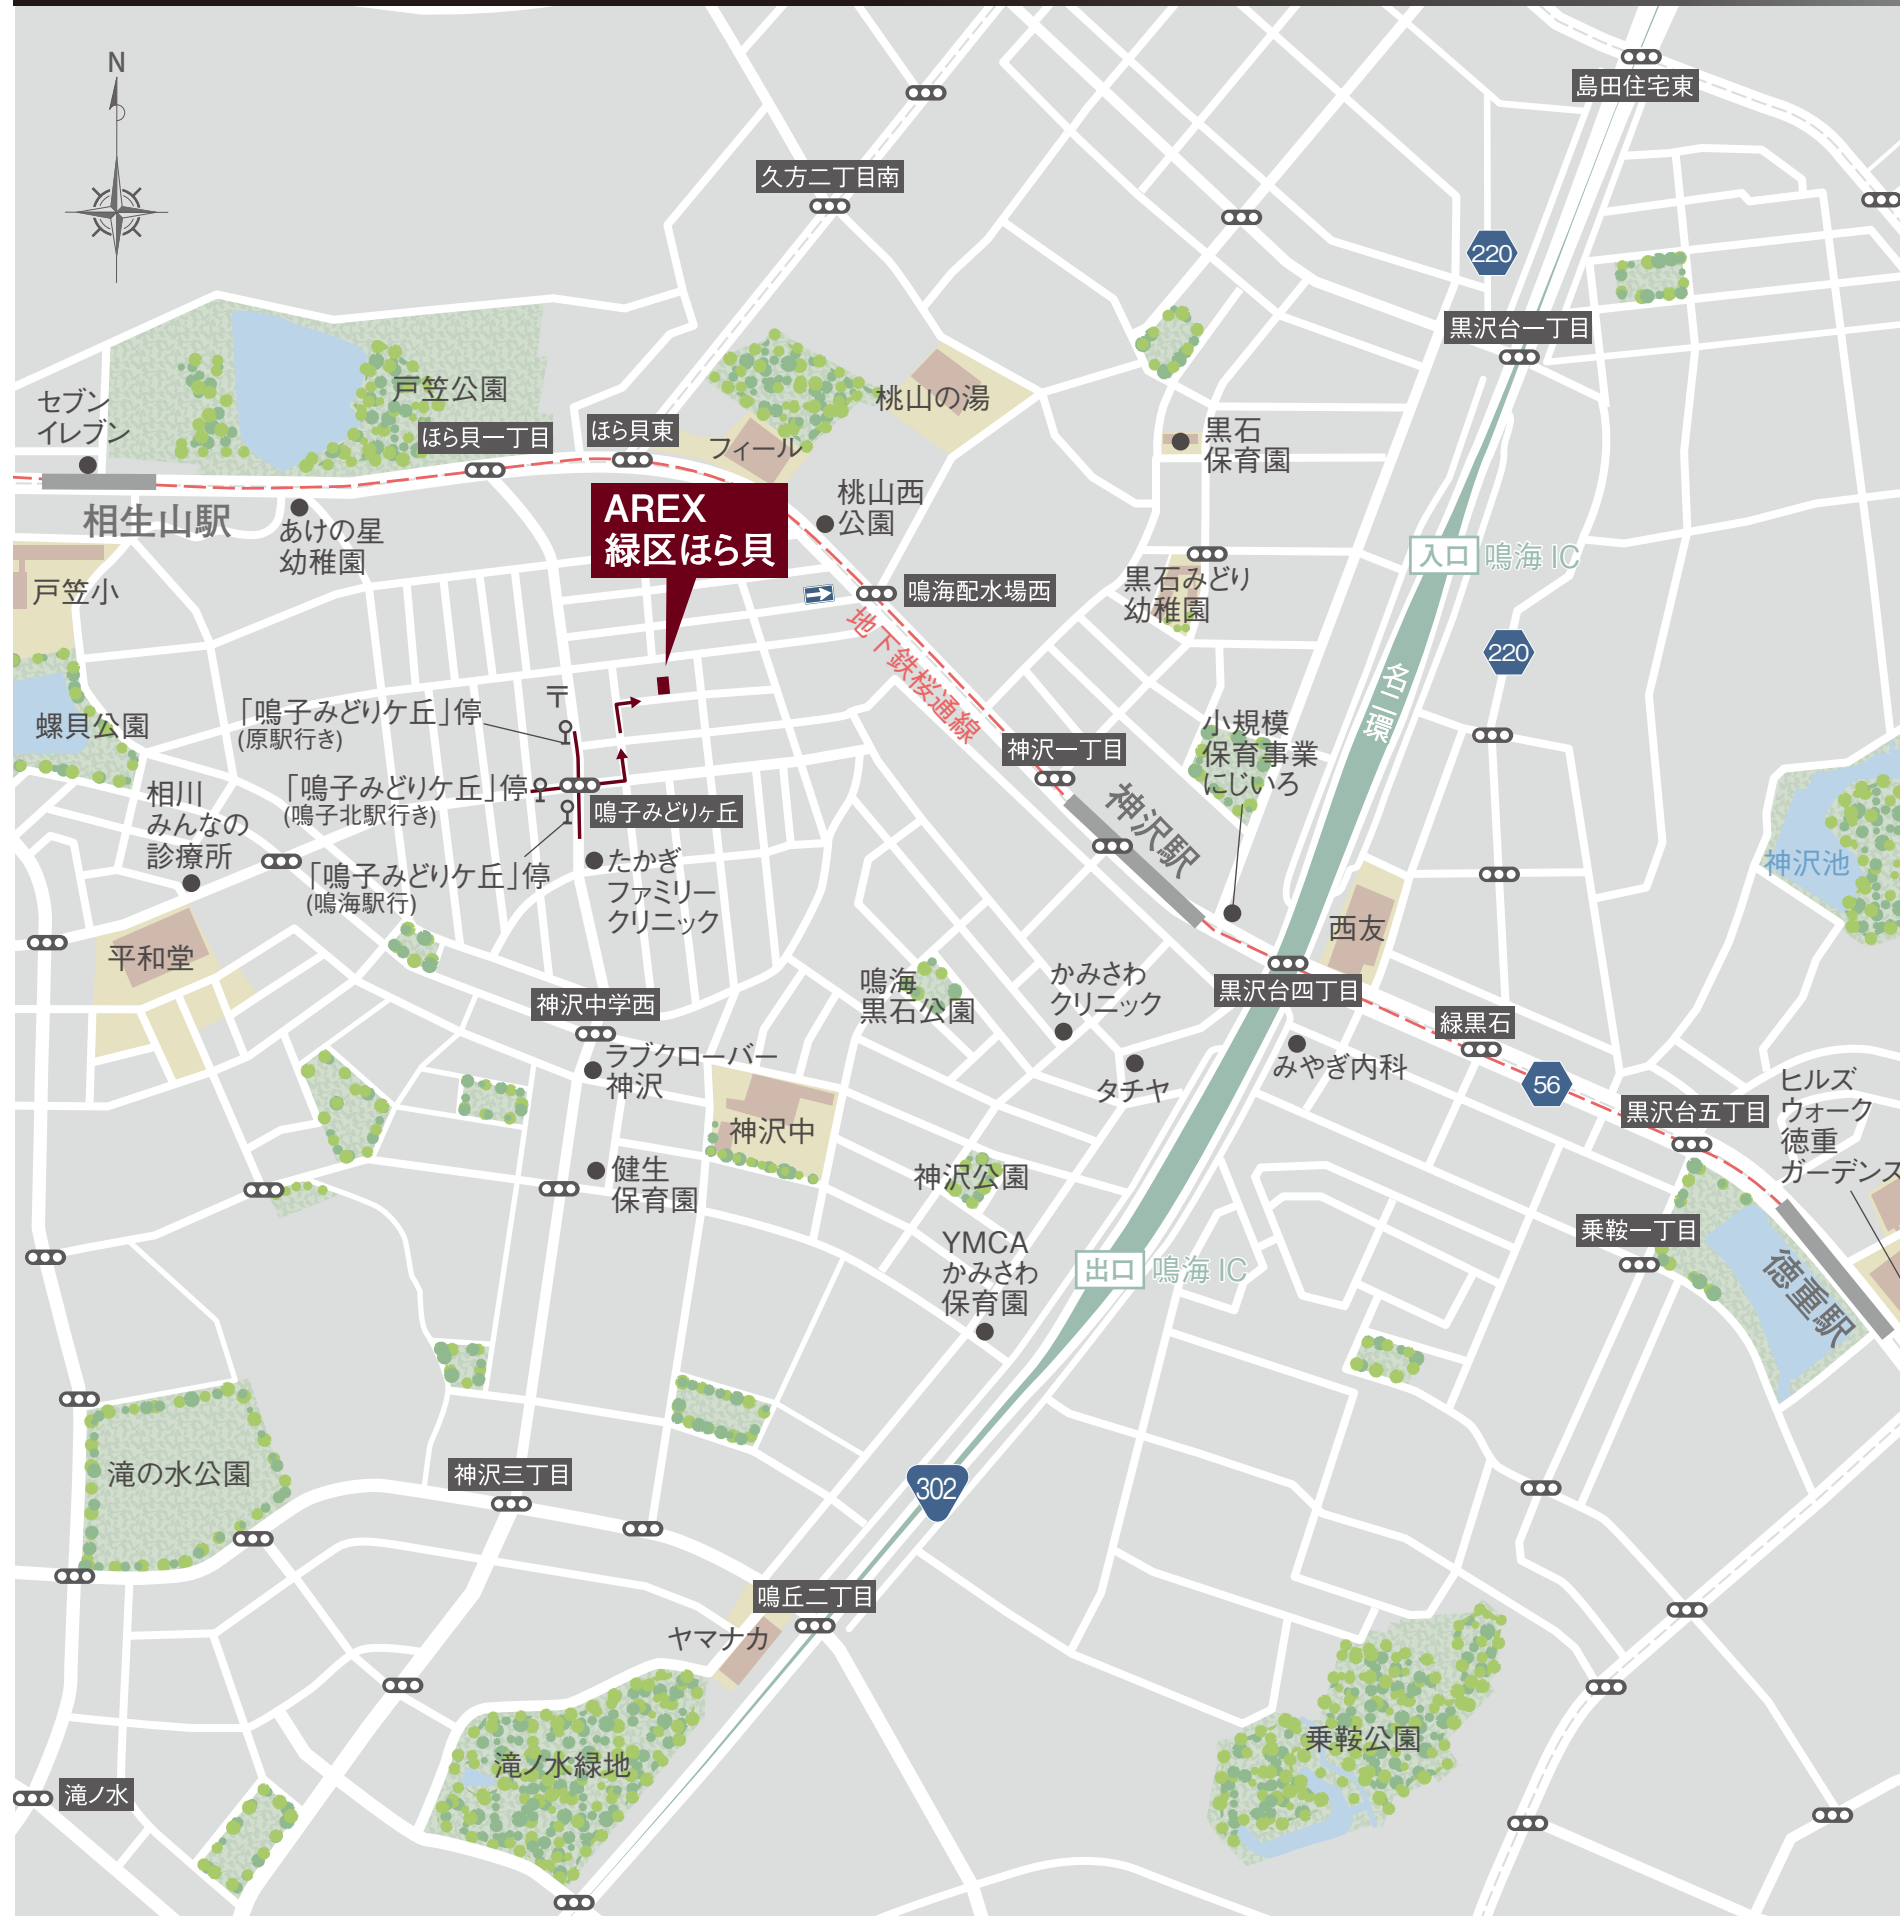 N
島田住宅東
久方二丁目南
220
黒沢台一丁目
戸笠公園
セブン
イレブン
桃山の湯
ほら貝一丁目
ほら貝東
フィール
黒石
保育園
相生山駅
あけの星
幼稚園
AREX
緑区ほら貝
桃山西
公園
入口
鳴海 IC
戸笠小
鳴海配水場西
黒石みどり
幼稚園
地下鉄桜通線
220
名二環
螺貝公園
〒
「鳴子みどりケ丘」停
(原駅行き)
小規模
保育事業
にじいろ
神沢一丁目
相川
みんなの
診療所
「鳴子みどりケ丘」停
(鳴子北駅行き)
鳴子みどりヶ丘
神沢駅
神沢池
「鳴子みどりケ丘」停
(鳴海駅行)
たかぎ
ファミリー
クリニック
平和堂
西友
鳴海
黒石公園
かみさわ
クリニック
黒沢台四丁目
神沢中学西
緑黒石
ラブクローバー
神沢
みやぎ内科
タチヤ
56
ヒルズ
ウォーク
徳重
ガーデンズ
黒沢台五丁目
神沢中
健生
保育園
神沢公園
乗鞍一丁目
YMCA
かみさわ
保育園
出口
鳴海 IC
徳重駅
滝の水公園
神沢三丁目
302
鳴丘二丁目
ヤマナカ
滝ノ水緑地
乗鞍公園
滝ノ水